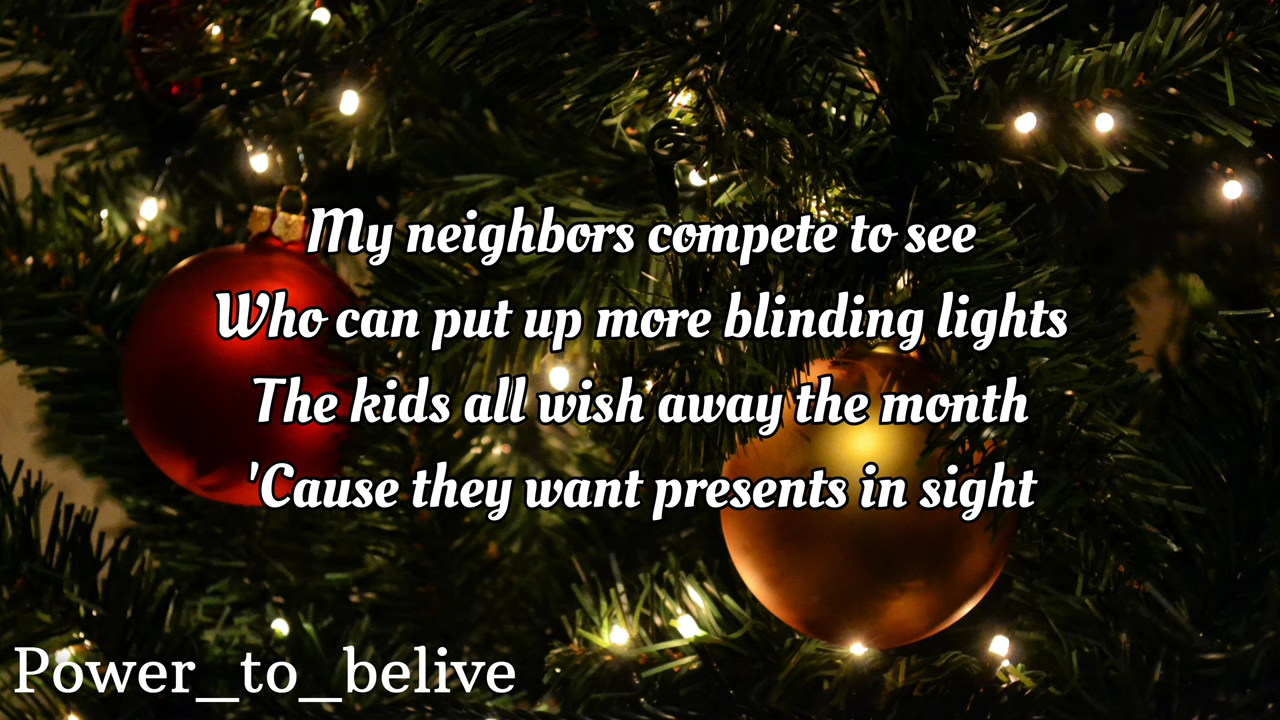 My neighbors compete to see
Who can put up more blinding lights
The kids all wish away the month
'Cause they want presents in sight
Power_to_belive